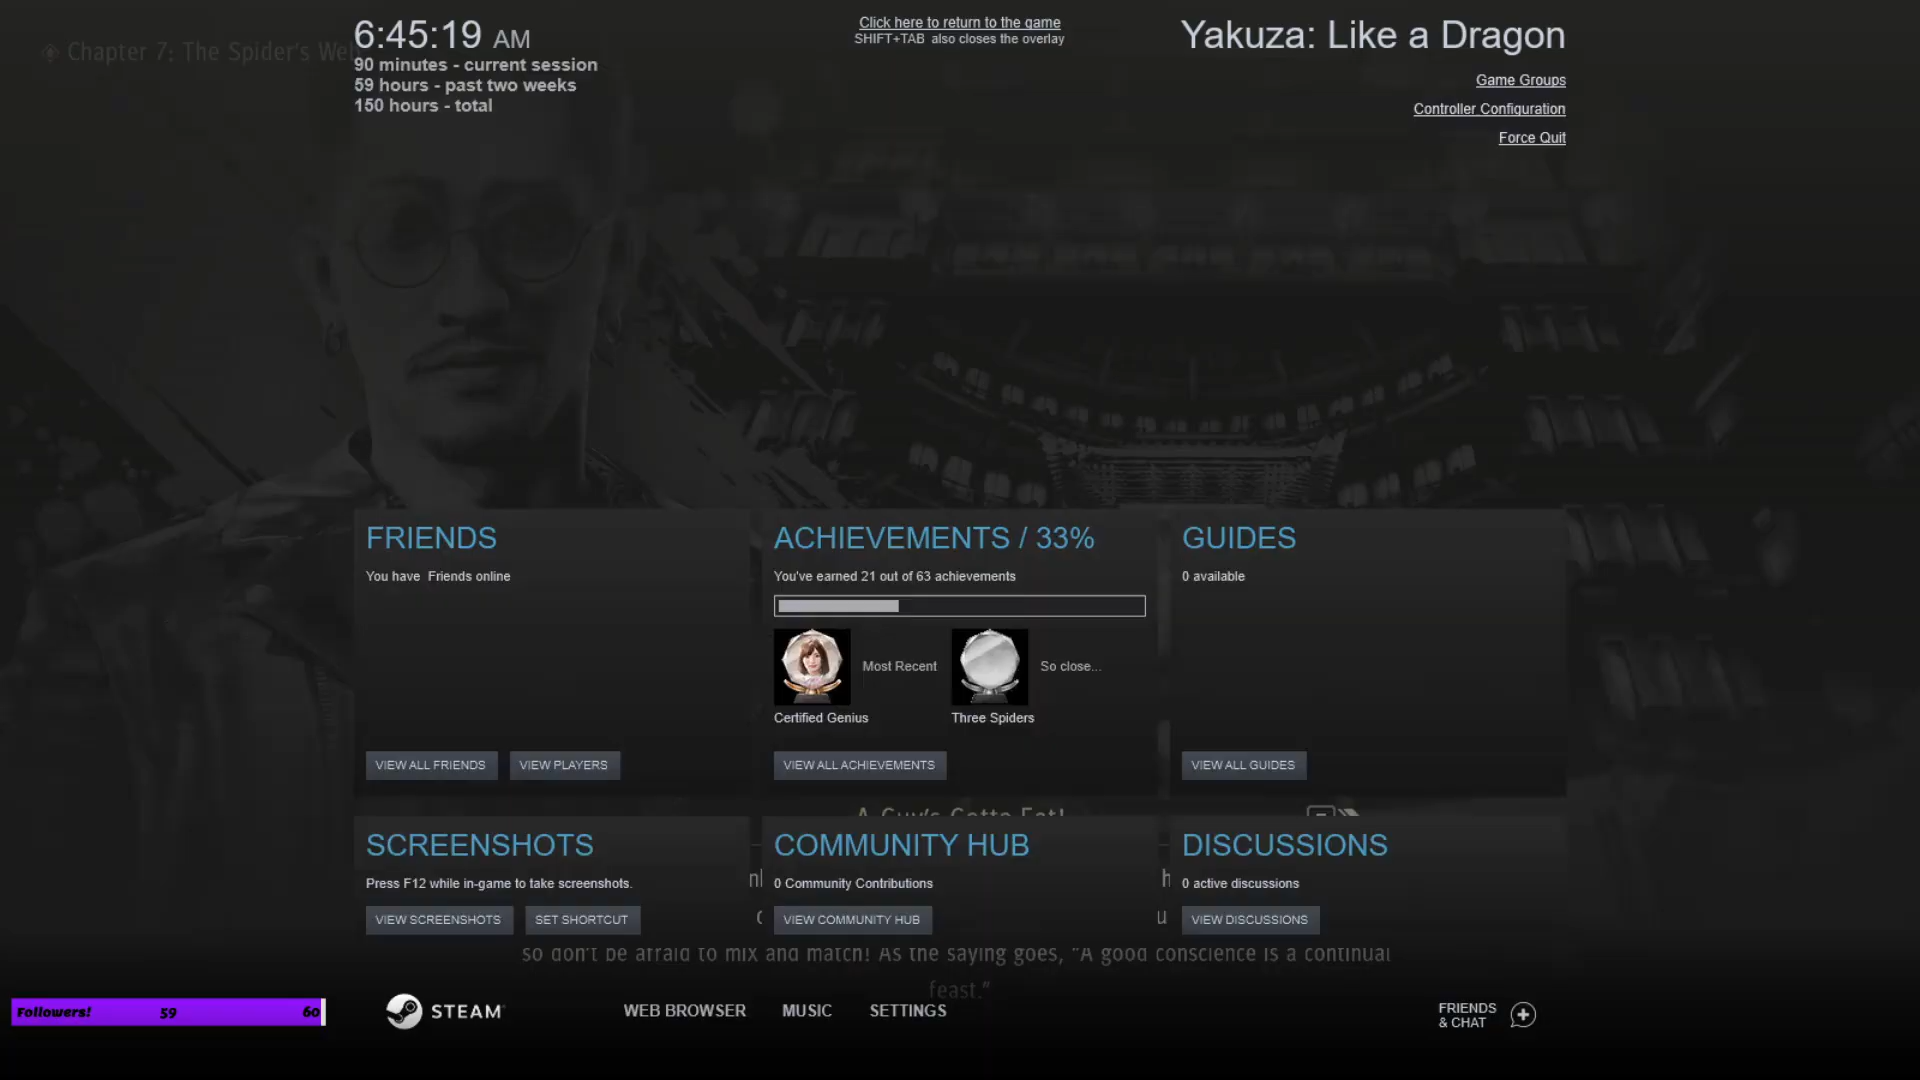 Chapter 7: The Spider's Web
6:45:19 AM
90 minutes - current session
59 hours - past two weeks
150 hours - total
Click here to return to the game
SHIFT+TAB also closes the overlay
Yakuza: Like a Dragon
Game Groups
Controller Configuration
Force Quit
FRIENDS
You have Friends online
VIEW ALL FRIENDS
VIEW PLAYERS
ACHIEVEMENTS / 33%
You've earned 21 out of 63 achievements
Most Recent
So close...
Certified Genius
Three Spiders
VIEW ALL ACHIEVEMENTS
GUIDES
0 available
VIEW ALL GUIDES
A Guy's Gotta Eat!
SCREENSHOTS
Press F12 while in-game to take screenshots.
VIEW SCREENSHOTS
SET SHORTCUT
COMMUNITY HUB
0 Community Contributions
VIEW COMMUNITY HUB
DISCUSSIONS
0 active discussions
VIEW DISCUSSIONS
so don't be afraid to mix and match! As the saying goes, "A good conscience is a continual
feast."
Followers! 59 60
STEAM
WEB BROWSER
MUSIC
SETTINGS
FRIENDS
& CHAT